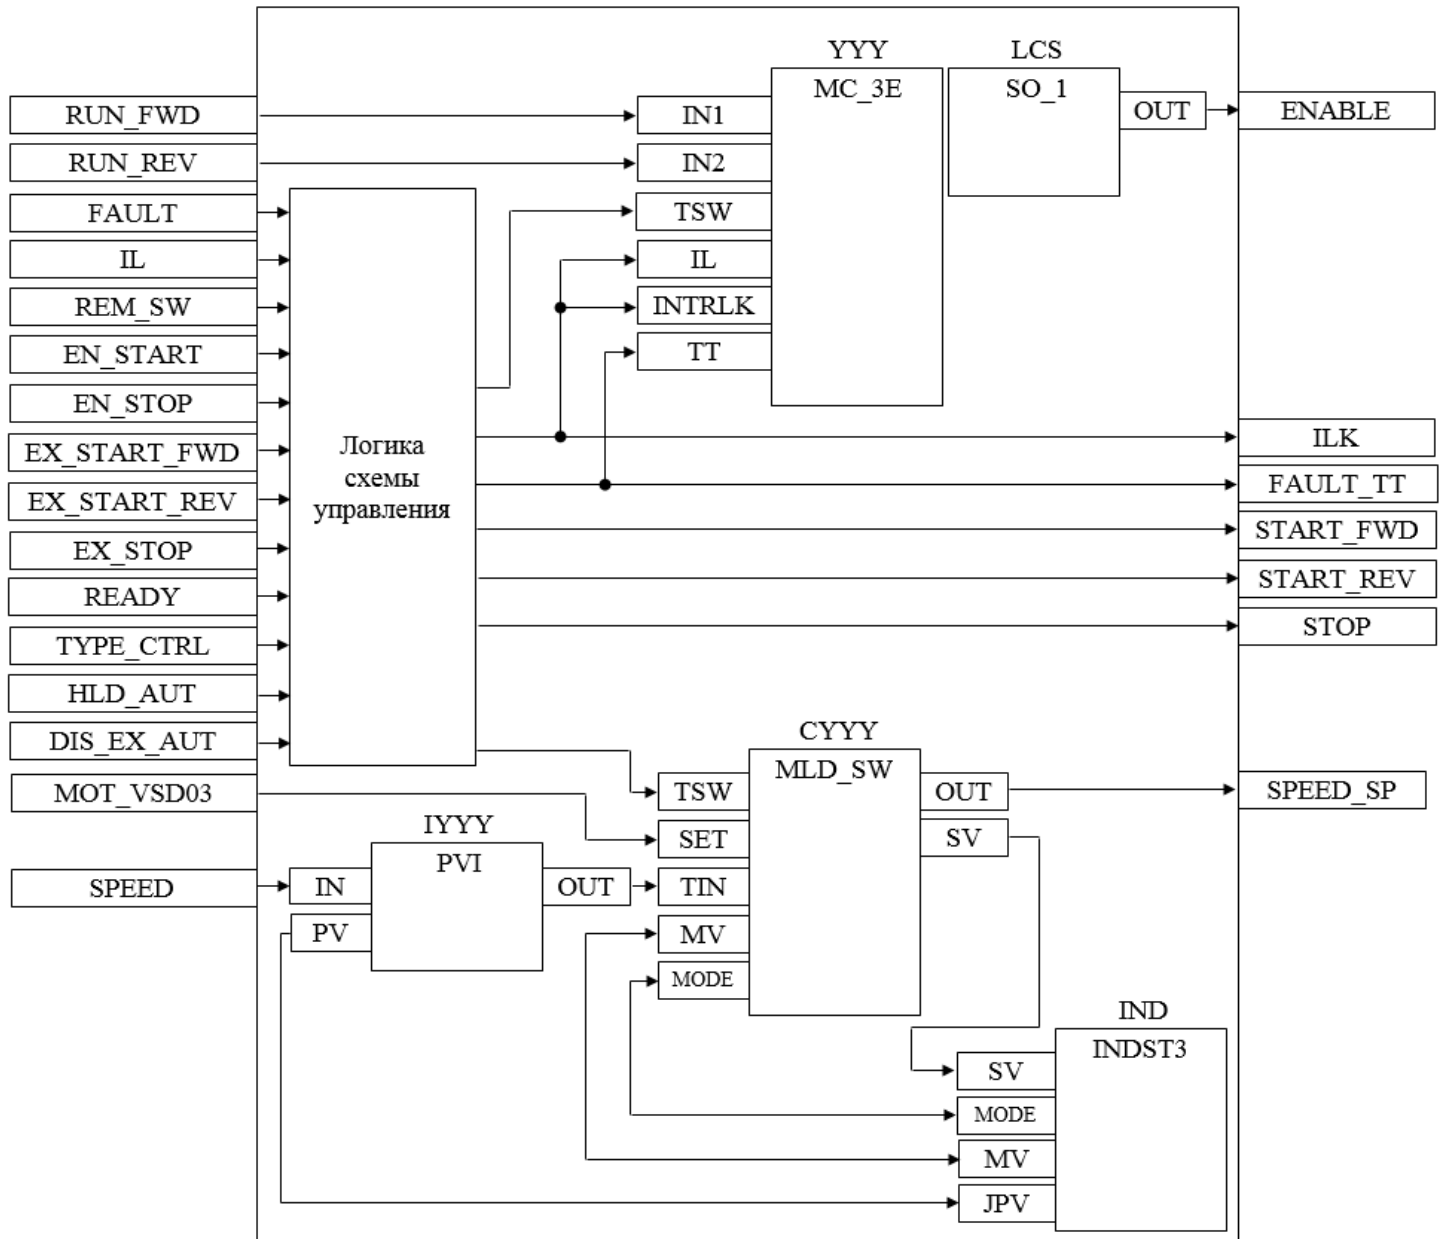 YYY
LCS
MC_3E
SO_1
RUN_FWD
IN1
OUT
ENABLE
RUN_REV
IN2
FAULT
TSW
IL
IL
REM_SW
INTRLK
EN_START
TT
EN_STOP
EX_START_FWD
Логика
схемы
управления
ILK
EX_START_REV
FAULT_TT
EX_STOP
START_FWD
READY
START_REV
TYPE_CTRL
STOP
HLD_AUT
DIS_EX_AUT
CYYY
MLD_SW
MOT_VSD03
TSW
OUT
SPEED_SP
IYYY
SET
SV
PVI
SPEED
IN
OUT
TIN
PV
MV
MODE
IND
INDST3
SV
MODE
MV
JPV